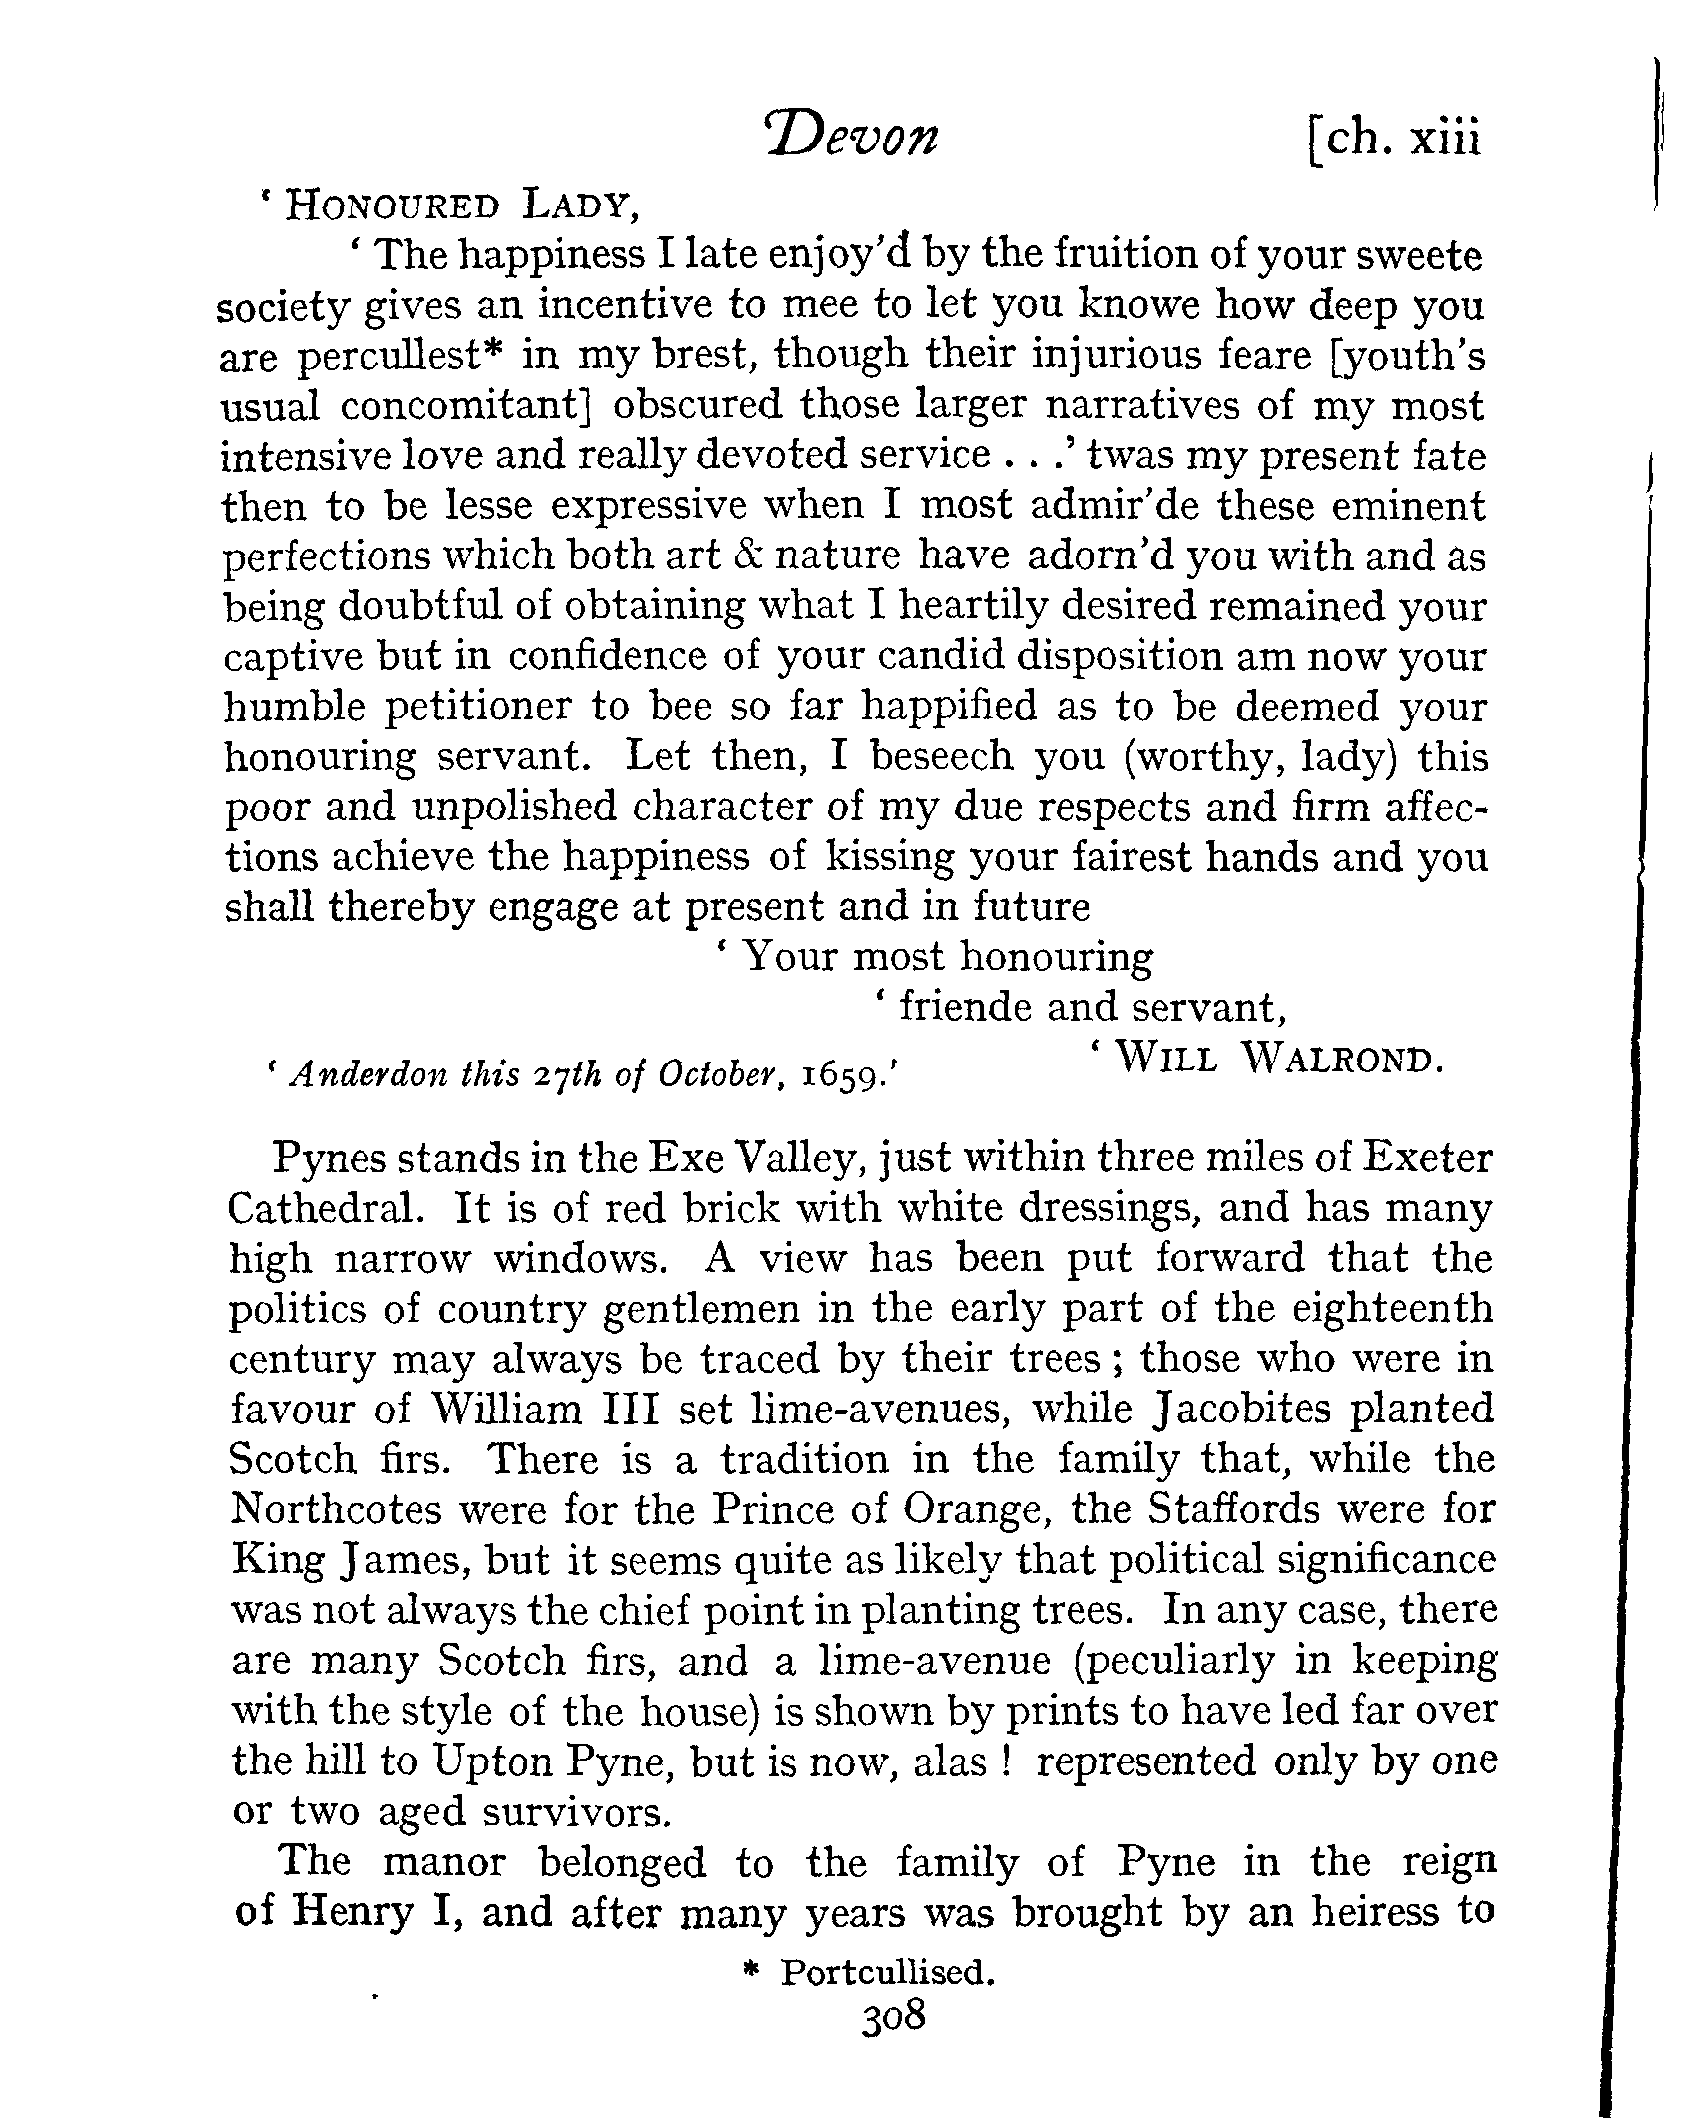 Devon [ch. xiii
‘ HONOURED LADY,
‘ The happiness I late enjoy’d by the fruition of your sweete
society gives an incentive to mee to let you knowe how deep you
are percullest* in my brest, though their injurious feare [youth’s
usual concomitant] obscured those larger narratives of my most
intensive love and really devoted service . . .’ twas my present fate
then to be lesse expressive when I most admir’de these eminent
perfections which both art & nature have adorn’d you with and as
being doubtful of obtaining what I heartily desired remained your
captive but in confidence of your candid disposition am now your
humble petitioner to bee so far happified as to be deemed your
honouring servant. Let then, I beseech you (worthy, lady) this
poor and unpolished character of my due respects and firm affec-
tions achieve the happiness of kissing your fairest hands and you
shall thereby engage at present and in future
‘ Your most honouring
‘ friende and servant,
‘ WILL WALROND.
‘ Anderdon this 27th of October, 1659.’
Pynes stands in the Exe Valley, just within three miles of Exeter
Cathedral. It is of red brick with white dressings, and has many
high narrow windows. A view has been put forward that the
politics of country gentlemen in the early part of the eighteenth
century may always be traced by their trees ; those who were in
favour of William III set lime-avenues, while Jacobites planted
Scotch firs. There is a tradition in the family that, while the
Northcotes were for the Prince of Orange, the Staffords were for
King James, but it seems quite as likely that political significance
was not always the chief point in planting trees. In any case, there
are many Scotch firs, and a lime-avenue (peculiarly in keeping
with the style of the house) is shown by prints to have led far over
the hill to Upton Pyne, but is now, alas ! represented only by one
or two aged survivors.
The manor belonged to the family of Pyne in the reign
of Henry I, and after many years was brought by an heiress to
* Portcullised.
308